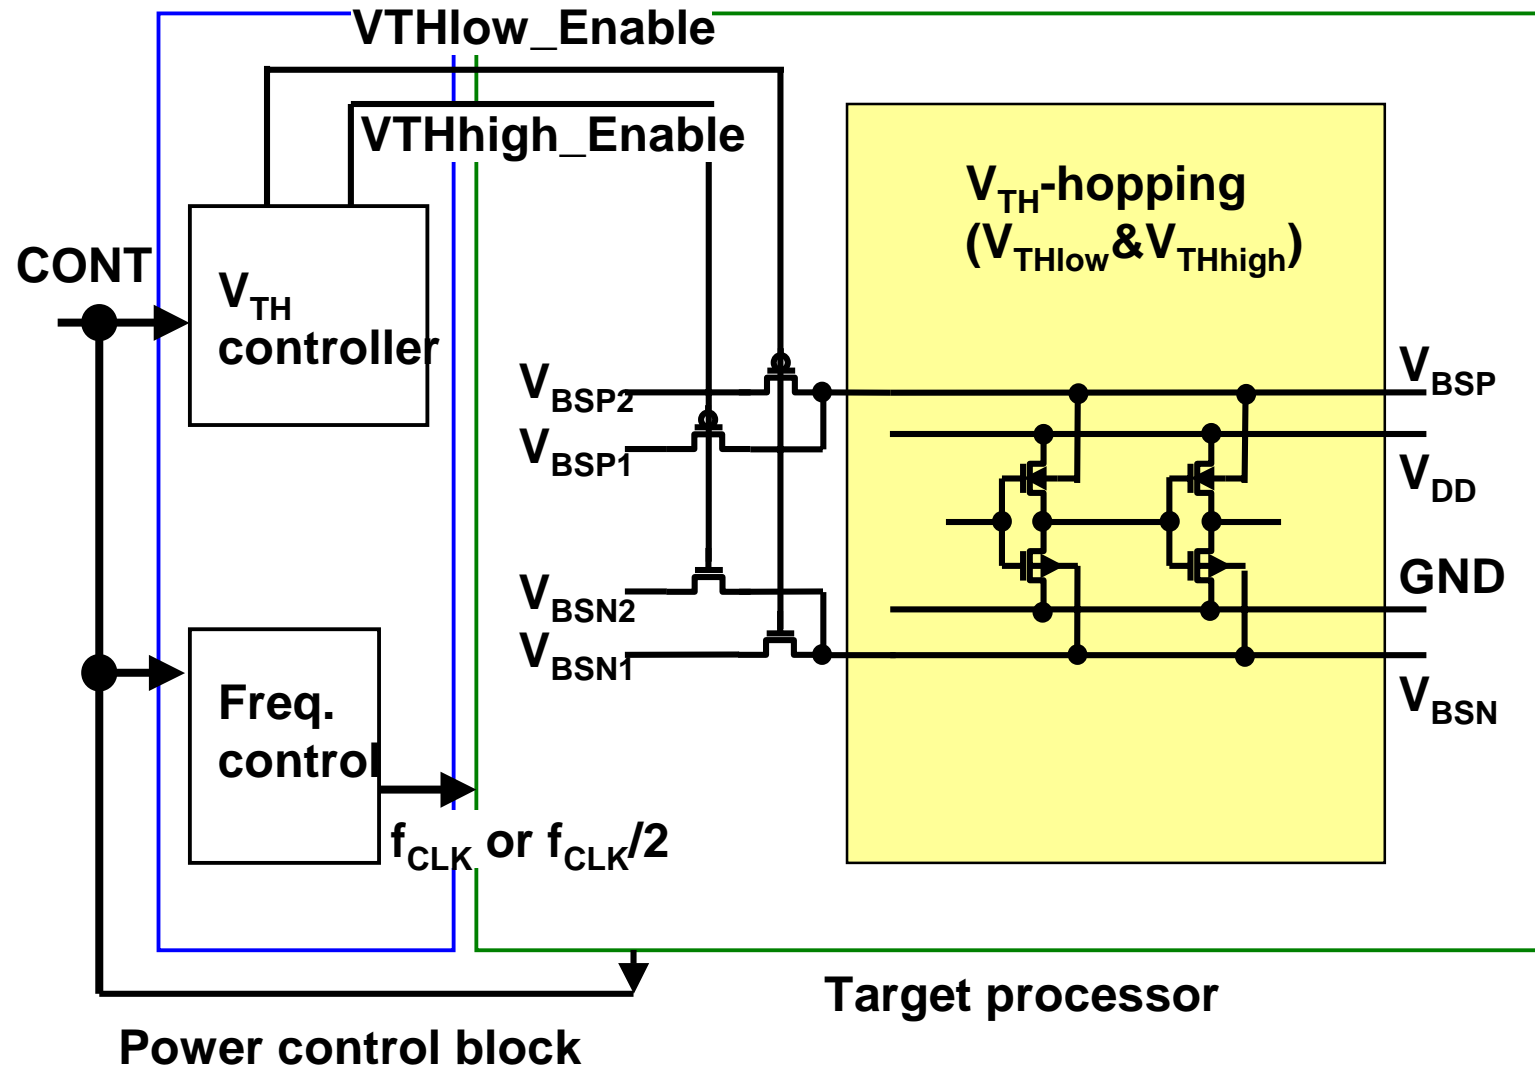 VTHlow_Enable
VTHhigh_Enable
CONT
VTH
controller
VTH-hopping
(VTHlow&VTHhigh)
VBSP2
VBSP1
VBSN2
VBSN1
VBSP
VDD
GND
VBSN
Freq.
control
fCLK or fCLK/2
Target processor
Power control block